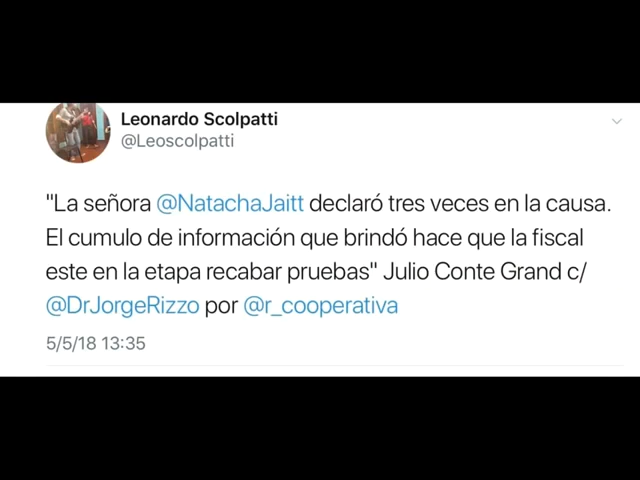 Leonardo Scolpatti
@Leoscolpatti
"La señora @NatachaJaitt declaró tres veces en la causa.
El cumulo de información que brindó hace que la fiscal
este en la etapa recabar pruebas" Julio Conte Grand c/
@DrJorgeRizzo por @r_cooperativa
5/5/18 13:35